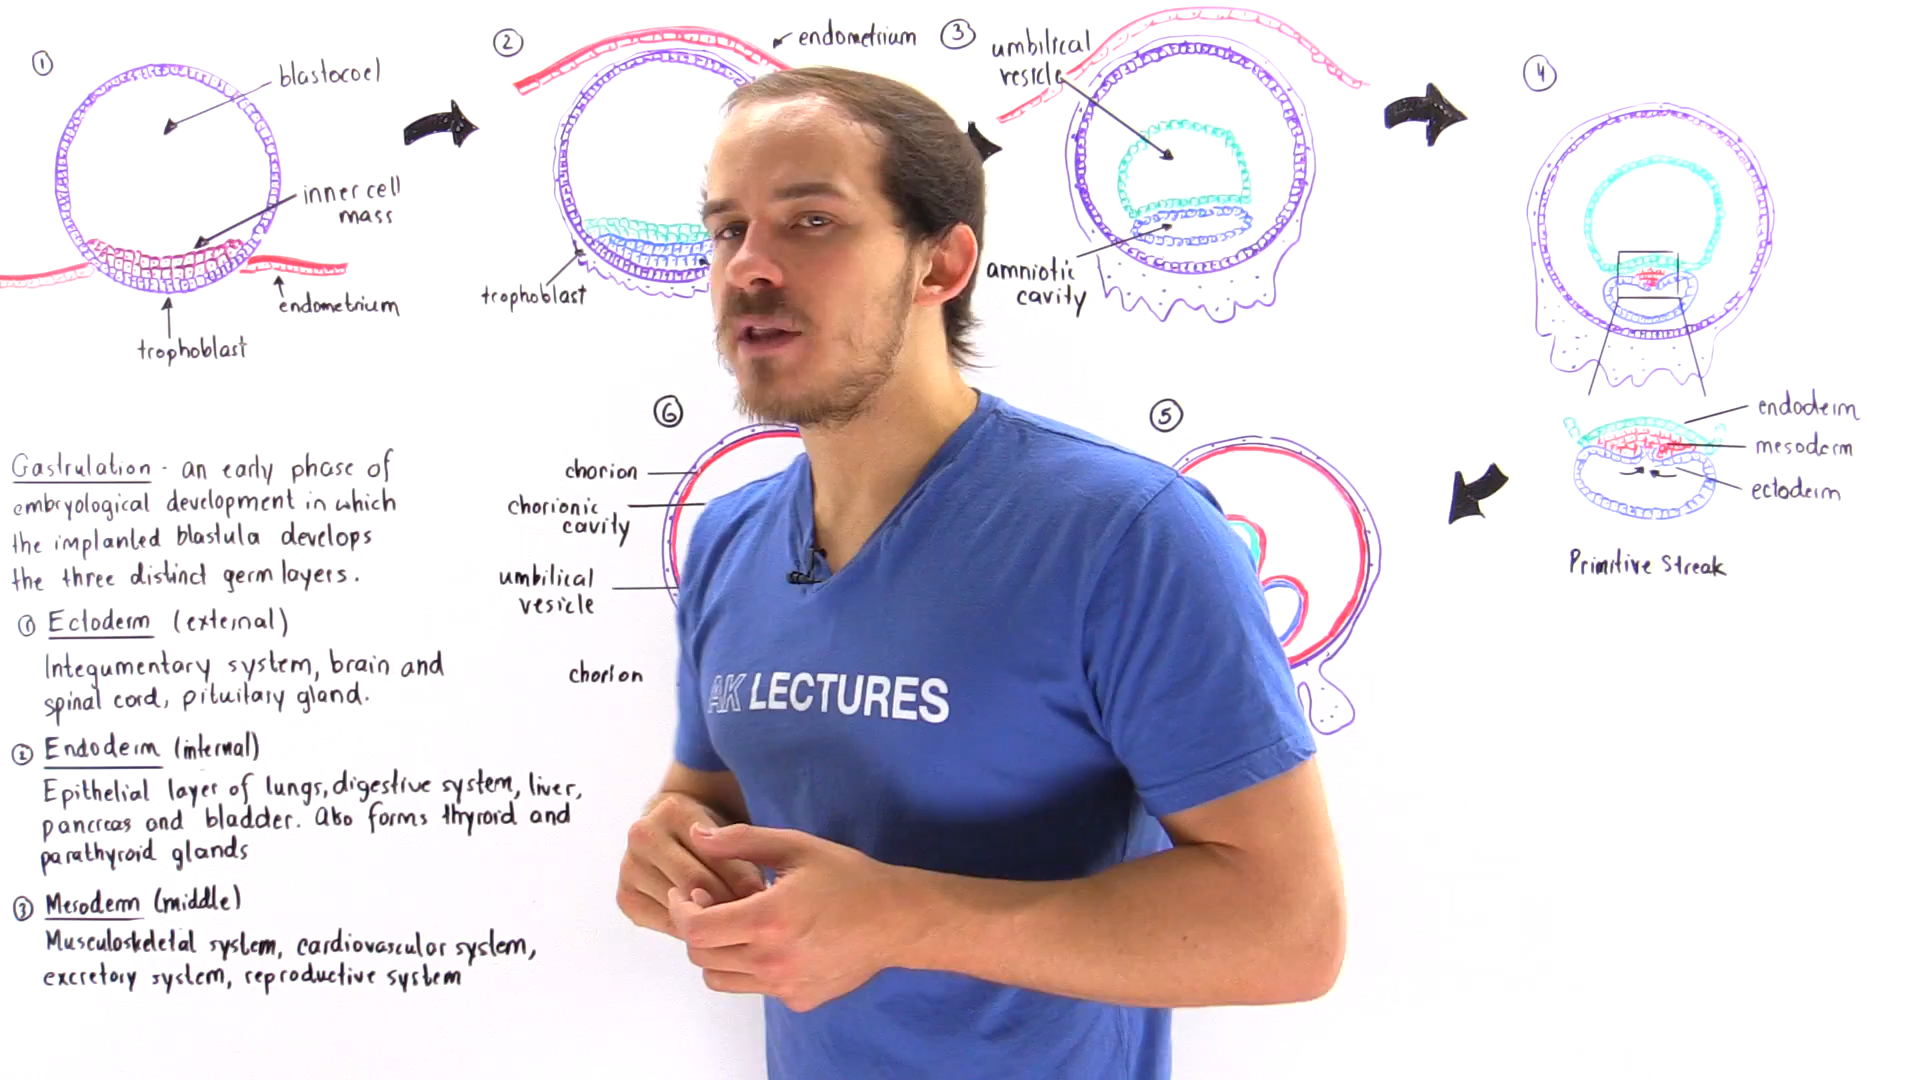 ①
blastocoel
inner cell
mass
endometrium
trophoblast
②
endometrium
trophoblast
③
umbilical
vesicle
amniotic
cavity
④
endoderm
mesoderm
ectoderm
Primitive Streak
⑤
⑥
chorion
chorionic
cavity
umbilical
vesicle
chorion
Gastrulation - an early phase of
embryological development in which
the implanted blastula develops
the three distinct germ layers.
① Ectoderm (external)
Integumentary system, brain and
spinal cord, pituitary gland.
② Endoderm (internal)
Epithelial layer of lungs, digestive system, liver,
pancreas and bladder. Also forms thyroid and
parathyroid glands
③ Mesoderm (middle)
Musculoskeletal system, cardiovascular system,
excretory system, reproductive system
AK LECTURES